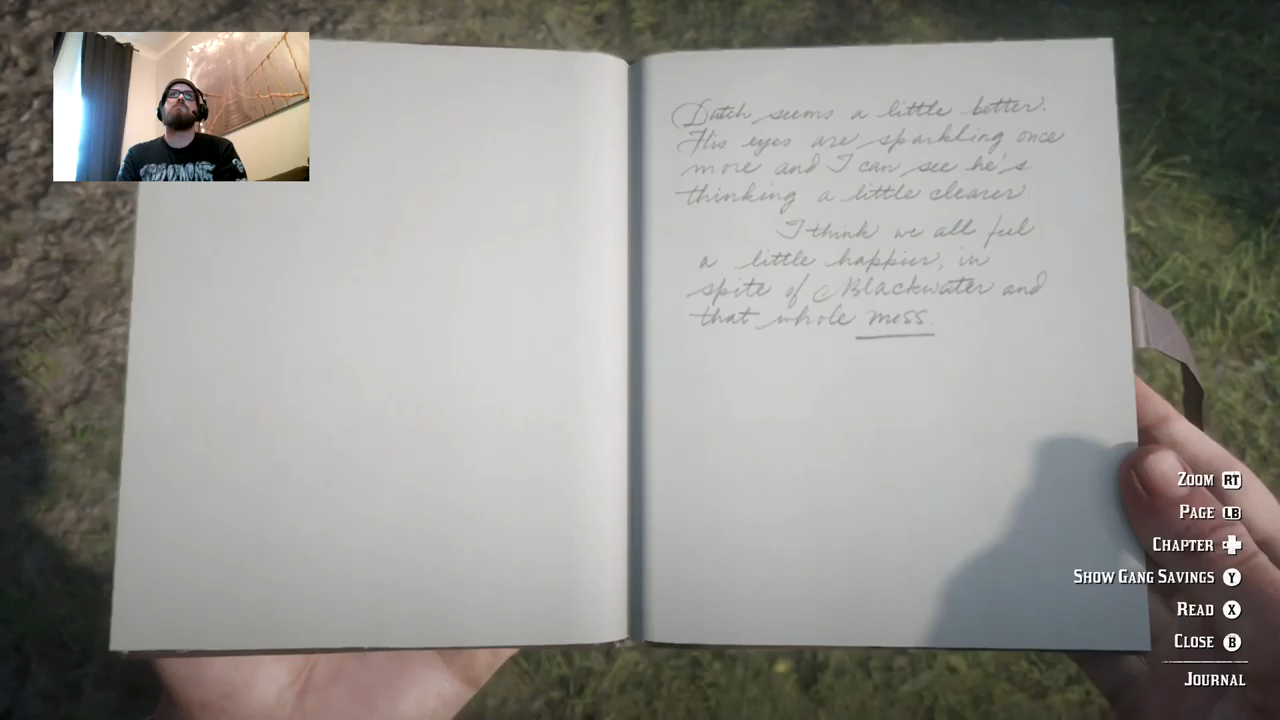 Dutch seems a little better.
His eyes are sparkling once
more and I can see he's
thinking a little clearer.
I think we all feel
a little happier, in
spite of Blackwater and
that whole mess.
ZOOM RT
PAGE LB
CHAPTER
SHOW GANG SAVINGS Y
READ X
CLOSE B
JOURNAL